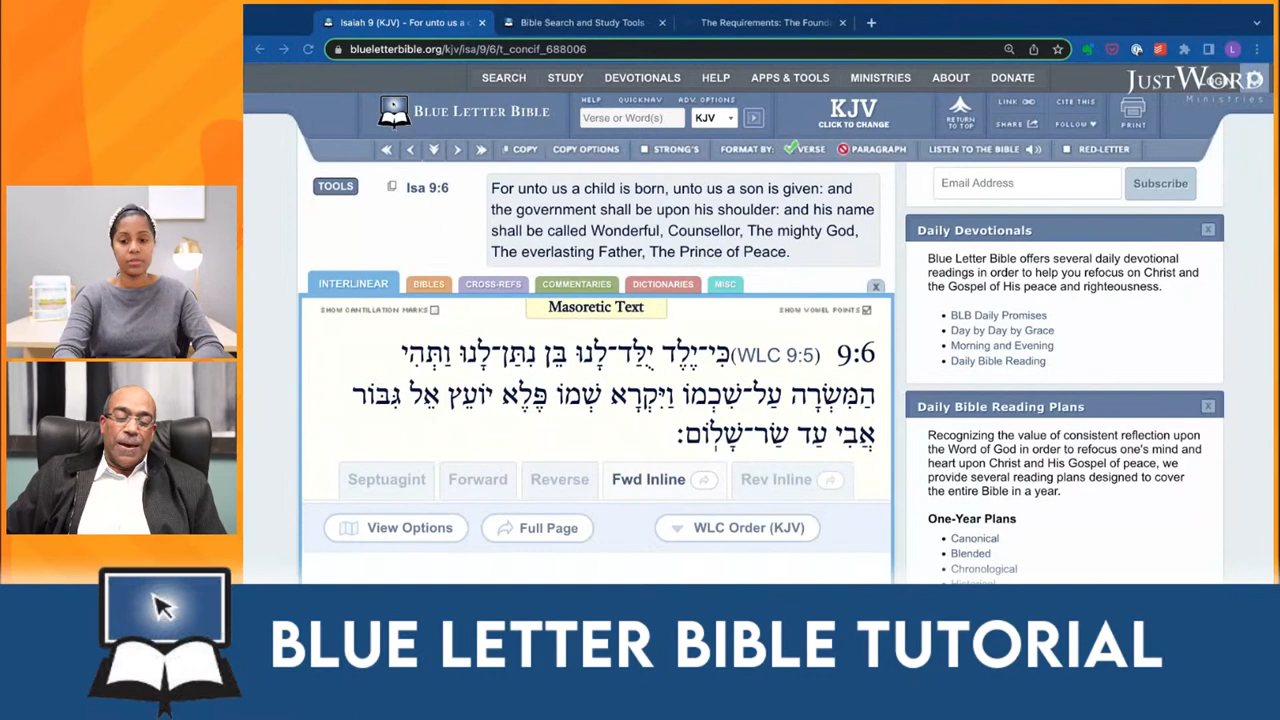 Isaiah 9 (KJV) - For unto us a c
Bible Search and Study Tools
The Requirements: The Founda
blueletterbible.org/kjv/isa/9/6/t_concif_688006
L
SEARCH STUDY DEVOTIONALS HELP APPS & TOOLS MINISTRIES ABOUT DONATE
JUSTWORD
Ministries
BLUE LETTER BIBLE
HELP QUICKNAV ADV. OPTIONS
Verse or Word(s) KJV
KJV
CLICK TO CHANGE
RETURN
TO TOP
LINK
SHARE
CITE THIS
FOLLOW
PRINT
COPY COPY OPTIONS STRONG'S FORMAT BY: VERSE PARAGRAPH LISTEN TO THE BIBLE RED-LETTER
TOOLS Isa 9:6
For unto us a child is born, unto us a son is given: and
the government shall be upon his shoulder: and his name
shall be called Wonderful, Counsellor, The mighty God,
The everlasting Father, The Prince of Peace.
INTERLINEAR BIBLES CROSS-REFS COMMENTARIES DICTIONARIES MISC
SHOW CANTILLATION MARKS
Masoretic Text
SHOW VOWEL POINTS
9:6 (WLC 9:5) כִּי־יֶלֶד יֻלַּד־לָנוּ בֵּן נִתַּן־לָנוּ וַתְּהִי
הַמִּשְׂרָה עַל־שִׁכְמוֹ וַיִּקְרָא שְׁמוֹ פֶּלֶא יוֹעֵץ אֵל גִּבּוֹר
אֲבִי עַד שַׂר־שָׁלֽוֹם׃
Septuagint Forward Reverse Fwd Inline Rev Inline
View Options Full Page WLC Order (KJV)
Email Address Subscribe
Daily Devotionals
Blue Letter Bible offers several daily devotional
readings in order to help you refocus on Christ and
the Gospel of His peace and righteousness.
BLB Daily Promises
Day by Day by Grace
Morning and Evening
Daily Bible Reading
Daily Bible Reading Plans
Recognizing the value of consistent reflection upon
the Word of God in order to refocus one's mind and
heart upon Christ and His Gospel of peace, we
provide several reading plans designed to cover
the entire Bible in a year.
One-Year Plans
Canonical
Blended
Chronological
BLUE LETTER BIBLE TUTORIAL